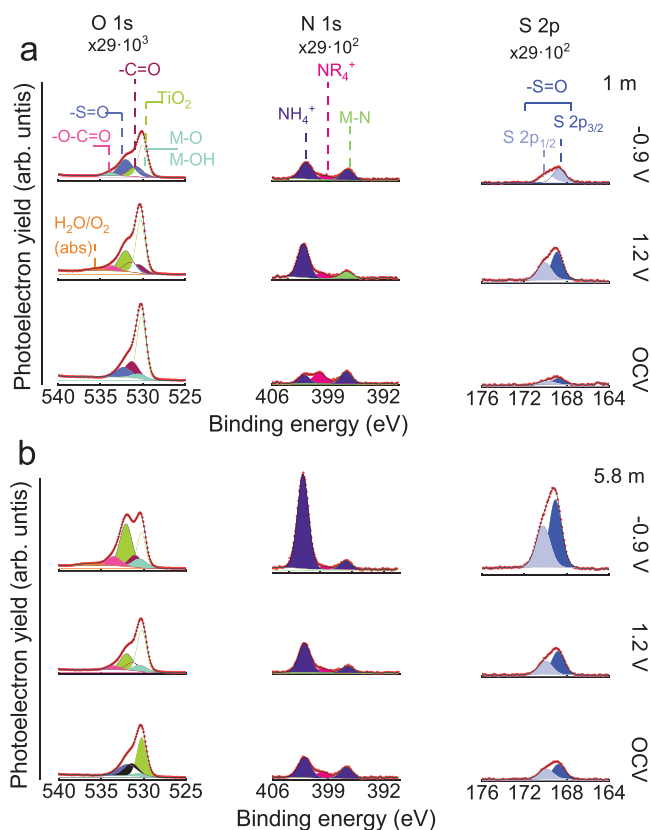 a
O 1s
x29·10³
N 1s
x29·10²
S 2p
x29·10²
1 m
Photoelectron yield (arb. untis)
-C=O
-S=O
TiO₂
-O-C=O
M-O
M-OH
NR₄⁺
NH₄⁺
M-N
-S=O
S 2p₁/₂
S 2p₃/₂
-0.9 V
H₂O/O₂
(abs)
1.2 V
OCV
540 535 530 525
406 399 392
176 172 168 164
Binding energy (eV)
b
5.8 m
Photoelectron yield (arb. untis)
-0.9 V
1.2 V
OCV
540 535 530 525
406 399 392
176 172 168 164
Binding energy (eV)